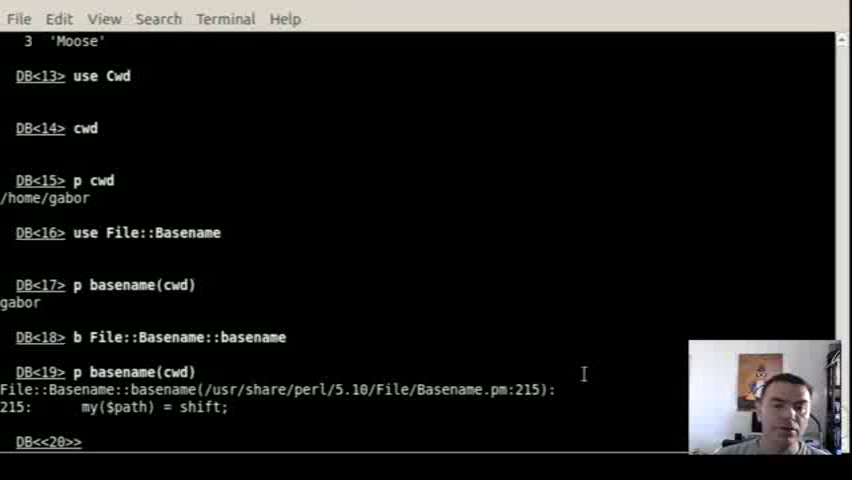 File Edit View Search Terminal Help
3 'Moose'
DB<13> use Cwd
DB<14> cwd
DB<15> p cwd
/home/gabor
DB<16> use File::Basename
DB<17> p basename(cwd)
gabor
DB<18> b File::Basename::basename
DB<19> p basename(cwd)
File::Basename::basename(/usr/share/perl/5.10/File/Basename.pm:215):
215: my($path) = shift;
DB<<20>>